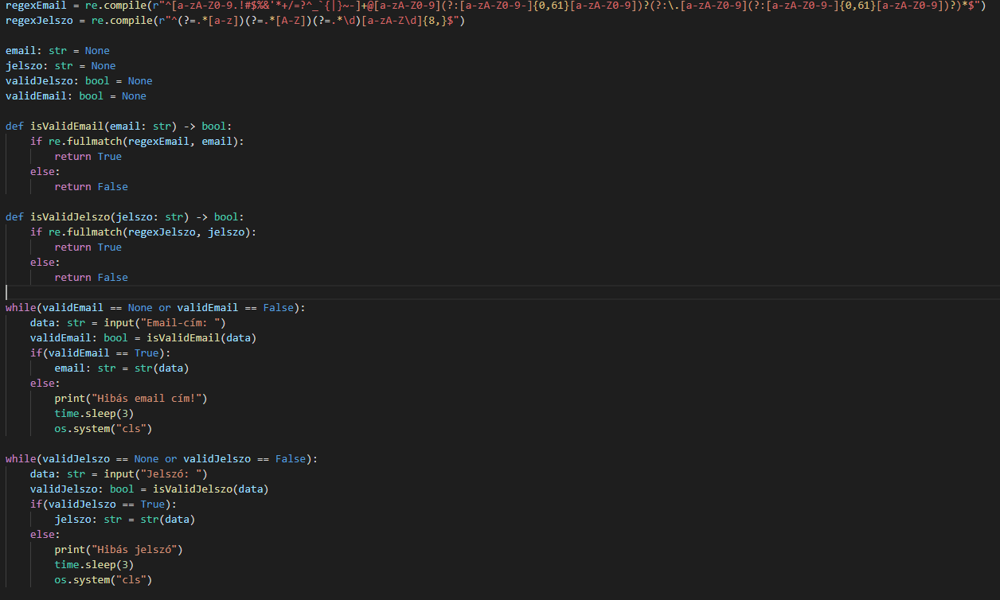 regexEmail = re.compile(r"^[a-zA-Z0-9.!#$%&'*+/=?^_`{|}~-]+@[a-zA-Z0-9](?:[a-zA-Z0-9-]{0,61}[a-zA-Z0-9])?(?:\.[a-zA-Z0-9](?:[a-zA-Z0-9-]{0,61}[a-zA-Z0-9])?)*$")
regexJelszo = re.compile(r"^(?=.*[a-z])(?=.*[A-Z])(?=.*\d)[a-zA-Z\d]{8,}$")

email: str = None
jelszo: str = None
validJelszo: bool = None
validEmail: bool = None

def isValidEmail(email: str) -> bool:
    if re.fullmatch(regexEmail, email):
        return True
    else:
        return False

def isValidJelszo(jelszo: str) -> bool:
    if re.fullmatch(regexJelszo, jelszo):
        return True
    else:
        return False

while(validEmail == None or validEmail == False):
    data: str = input("Email-cím: ")
    validEmail: bool = isValidEmail(data)
    if(validEmail == True):
        email: str = str(data)
    else:
        print("Hibás email cím!")
        time.sleep(3)
        os.system("cls")

while(validJelszo == None or validJelszo == False):
    data: str = input("Jelszó: ")
    validJelszo: bool = isValidJelszo(data)
    if(validJelszo == True):
        jelszo: str = str(data)
    else:
        print("Hibás jelszó")
        time.sleep(3)
        os.system("cls")